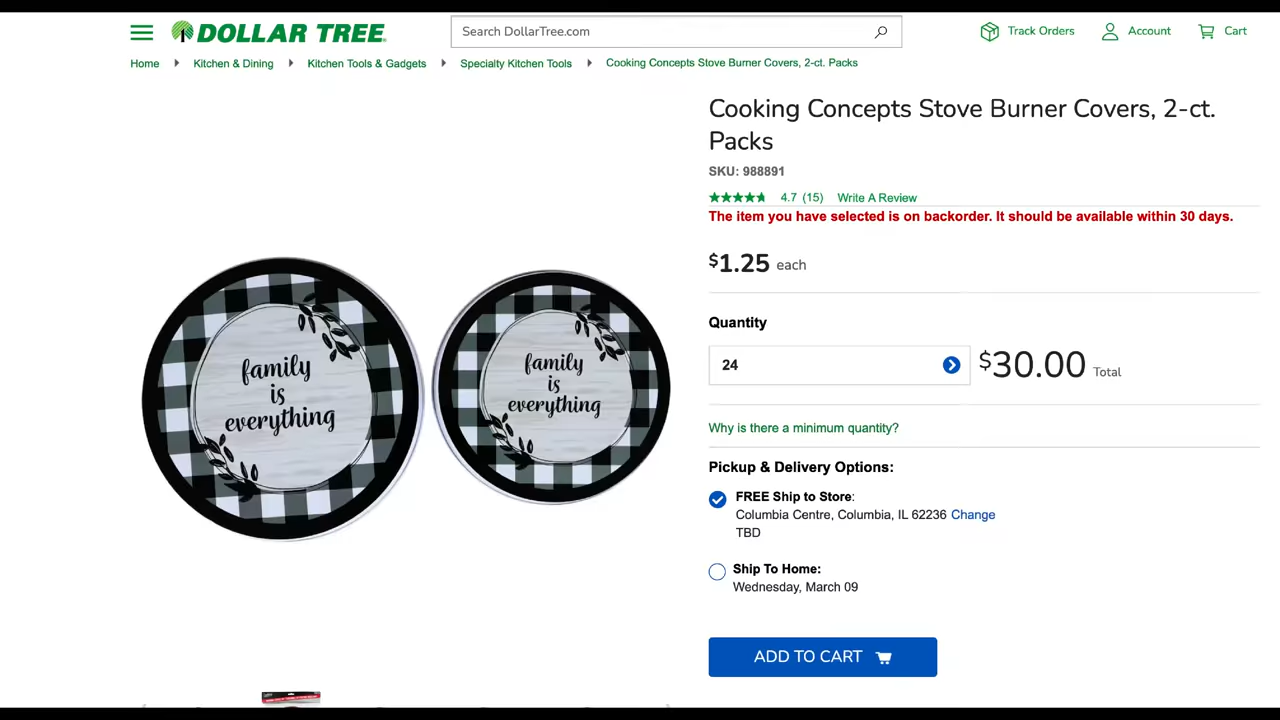 DOLLAR TREE
Search DollarTree.com
Track Orders
Account
Cart
Home
Kitchen & Dining
Kitchen Tools & Gadgets
Specialty Kitchen Tools
Cooking Concepts Stove Burner Covers, 2-ct. Packs
Cooking Concepts Stove Burner Covers, 2-ct.
Packs
SKU: 988891
4.7 (15) Write A Review
The item you have selected is on backorder. It should be available within 30 days.
$1.25 each
Quantity
24
$30.00 Total
Why is there a minimum quantity?
Pickup & Delivery Options:
FREE Ship to Store:
Columbia Centre, Columbia, IL 62236 Change
TBD
Ship To Home:
Wednesday, March 09
ADD TO CART
family
is
everything
family
is
everything